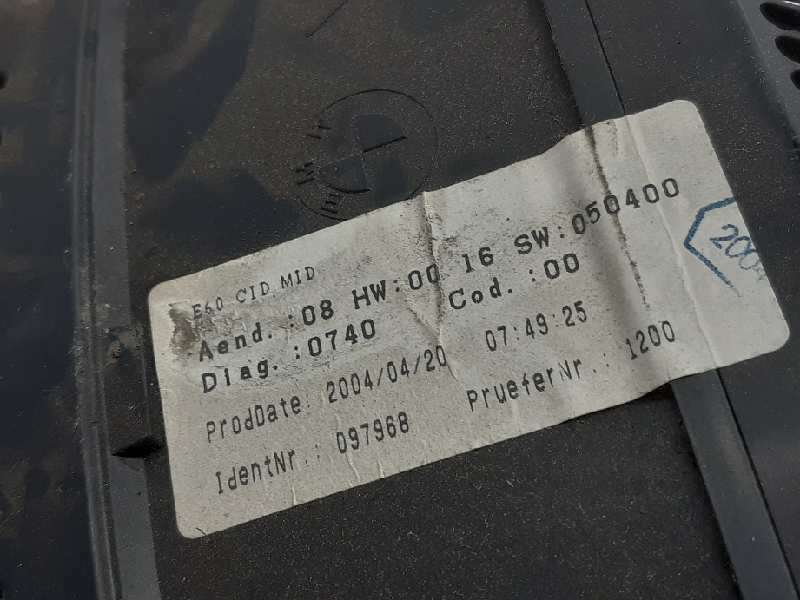 E60 CID MID
Aend.:08 HW:00 16 SW:050400
Diag.:0740 Cod.:00
ProdDate: 2004/04/20 07:49:25
IdentNr.: 097968 PrueferNr.: 1200